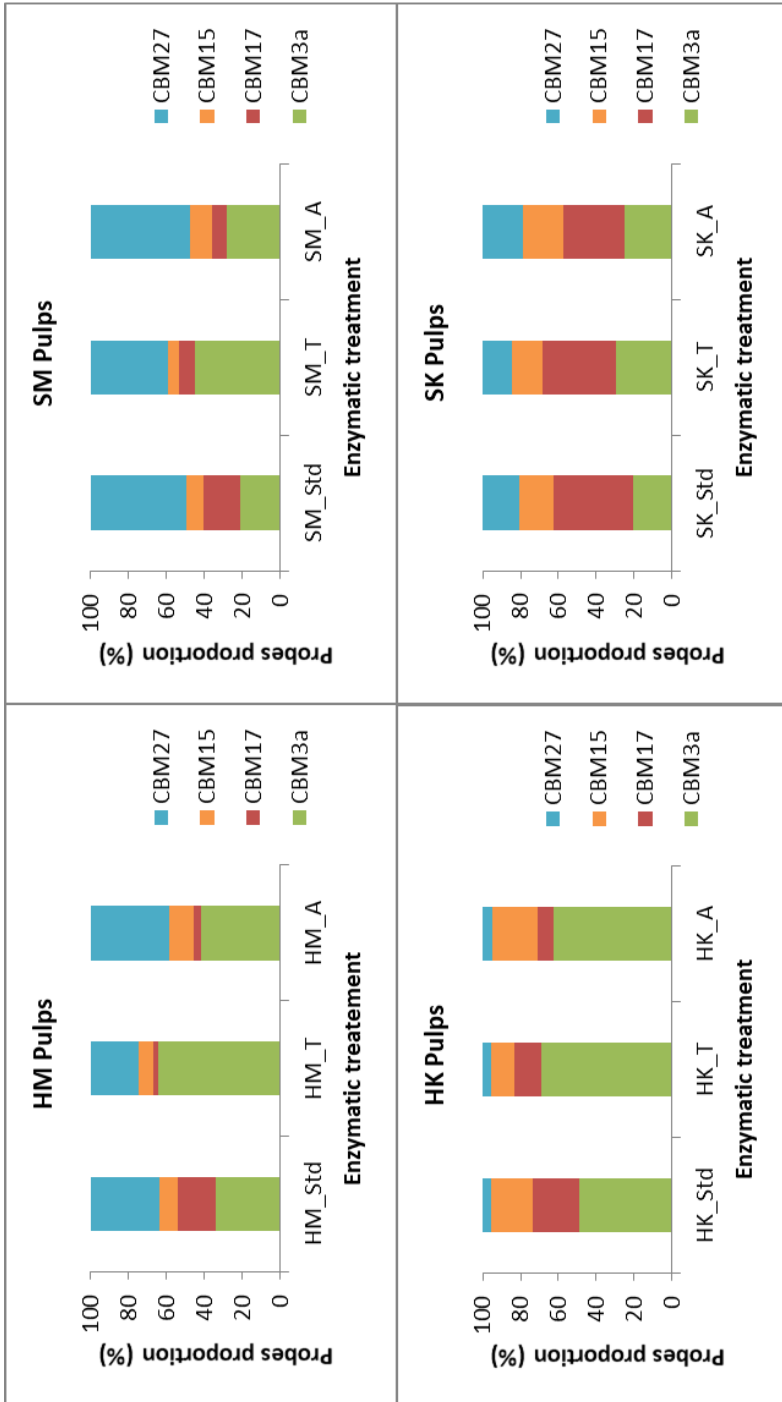 HM Pulps
Probes proportion (%)
100
80
60
40
20
0
HM_Std
HM_T
HM_A
Enzymatic treatement
CBM27
CBM15
CBM17
CBM3a
SM Pulps
Probes proportion (%)
100
80
60
40
20
0
SM_Std
SM_T
SM_A
Enzymatic treatment
CBM27
CBM15
CBM17
CBM3a
HK Pulps
Probes proportion (%)
100
80
60
40
20
0
HK_Std
HK_T
HK_A
Enzymatic treatment
CBM27
CBM15
CBM17
CBM3a
SK Pulps
Probes proportion (%)
100
80
60
40
20
0
SK_Std
SK_T
SK_A
Enzymatic treatment
CBM27
CBM15
CBM17
CBM3a